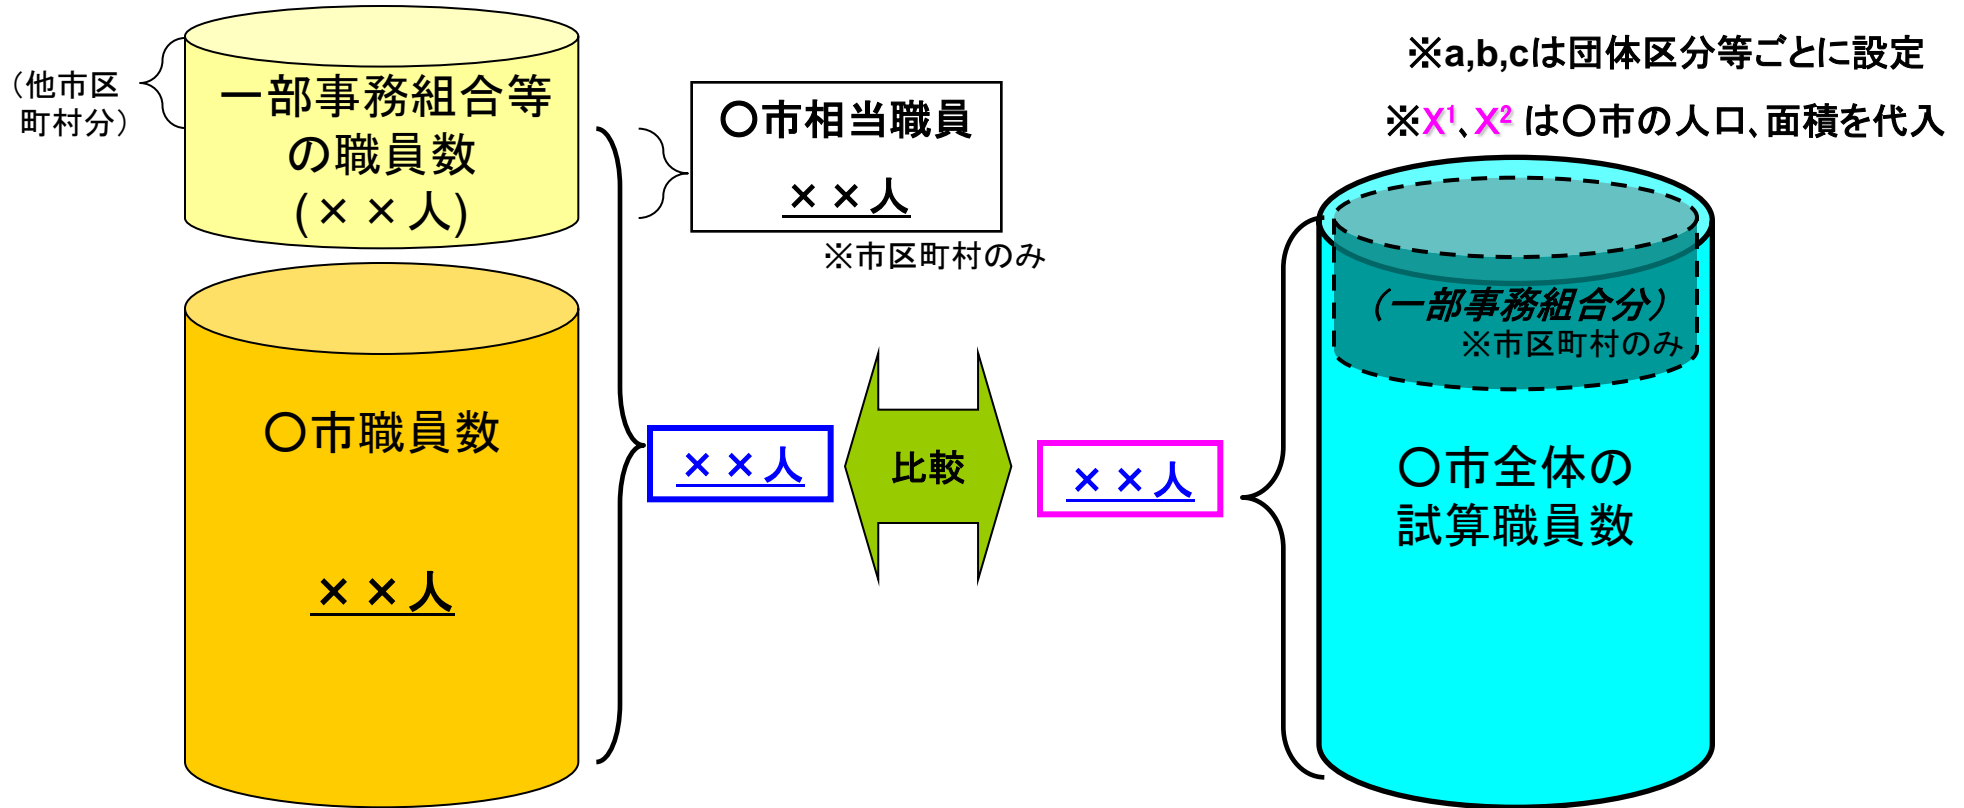 （他市区
町村分）
一部事務組合等
の職員数
(××人)
〇市相当職員
××人
※市区町村のみ
〇市職員数
××人
××人
比較
××人
※a,b,cは団体区分等ごとに設定
※X¹、X² は〇市の人口、面積を代入
（一部事務組合分）
※市区町村のみ
〇市全体の
試算職員数